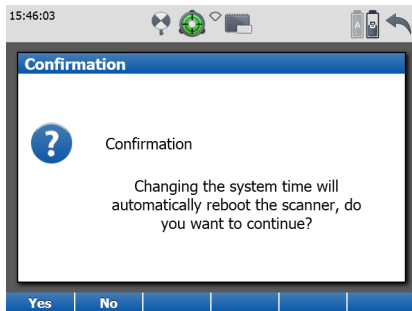 15:46:03
Confirmation
Confirmation
Changing the system time will
automatically reboot the scanner, do
you want to continue?
Yes No